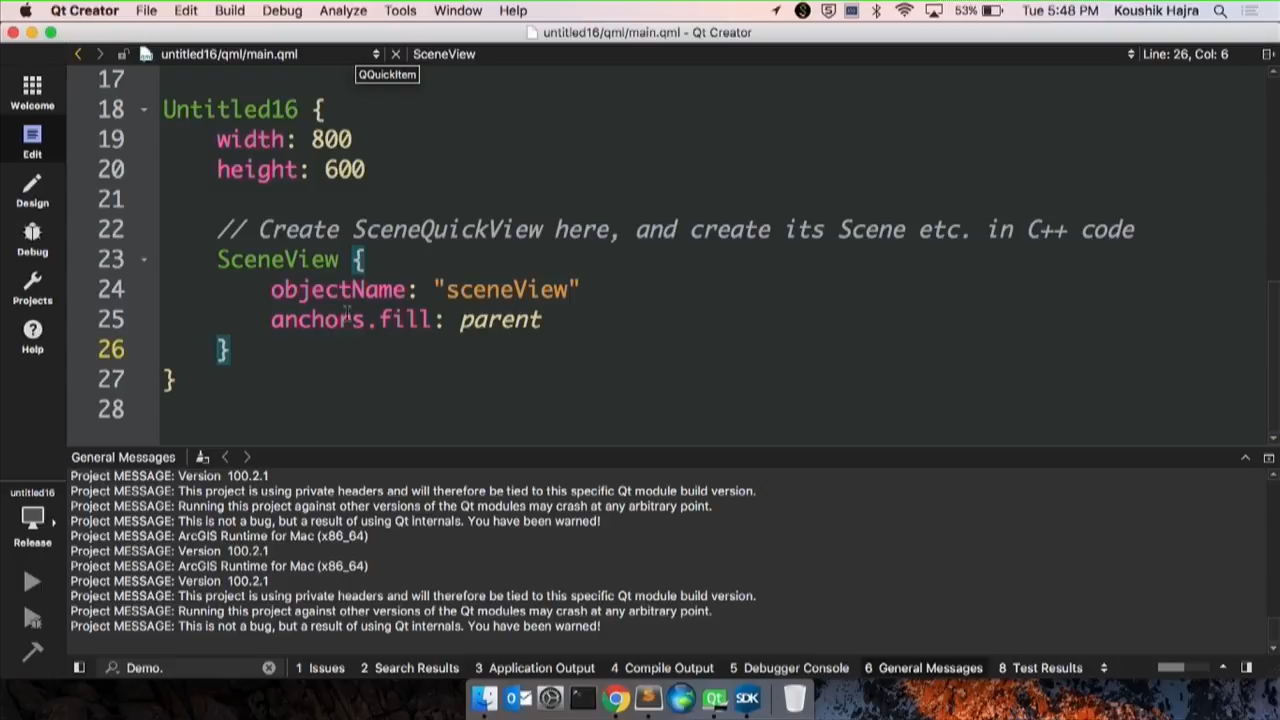 Qt Creator File Edit Build Debug Analyze Tools Window Help 53% Tue 5:48 PM Koushik Hajra
untitled16/qml/main.qml - Qt Creator
untitled16/qml/main.qml SceneView Line: 26, Col: 6
QQuickItem
Welcome
Edit
Design
Debug
Projects
Help
17
18 Untitled16 {
19 width: 800
20 height: 600
21
22 // Create SceneQuickView here, and create its Scene etc. in C++ code
23 SceneView {
24 objectName: "sceneView"
25 anchors.fill: parent
26 }
27 }
28
General Messages
Project MESSAGE: Version 100.2.1
Project MESSAGE: This project is using private headers and will therefore be tied to this specific Qt module build version.
Project MESSAGE: Running this project against other versions of the Qt modules may crash at any arbitrary point.
Project MESSAGE: This is not a bug, but a result of using Qt internals. You have been warned!
Project MESSAGE: ArcGIS Runtime for Mac (x86_64)
Project MESSAGE: Version 100.2.1
Project MESSAGE: ArcGIS Runtime for Mac (x86_64)
Project MESSAGE: Version 100.2.1
Project MESSAGE: This project is using private headers and will therefore be tied to this specific Qt module build version.
Project MESSAGE: Running this project against other versions of the Qt modules may crash at any arbitrary point.
Project MESSAGE: This is not a bug, but a result of using Qt internals. You have been warned!
untitled16
Release
Demo. 1 Issues 2 Search Results 3 Application Output 4 Compile Output 5 Debugger Console 6 General Messages 8 Test Results
Qt SDK